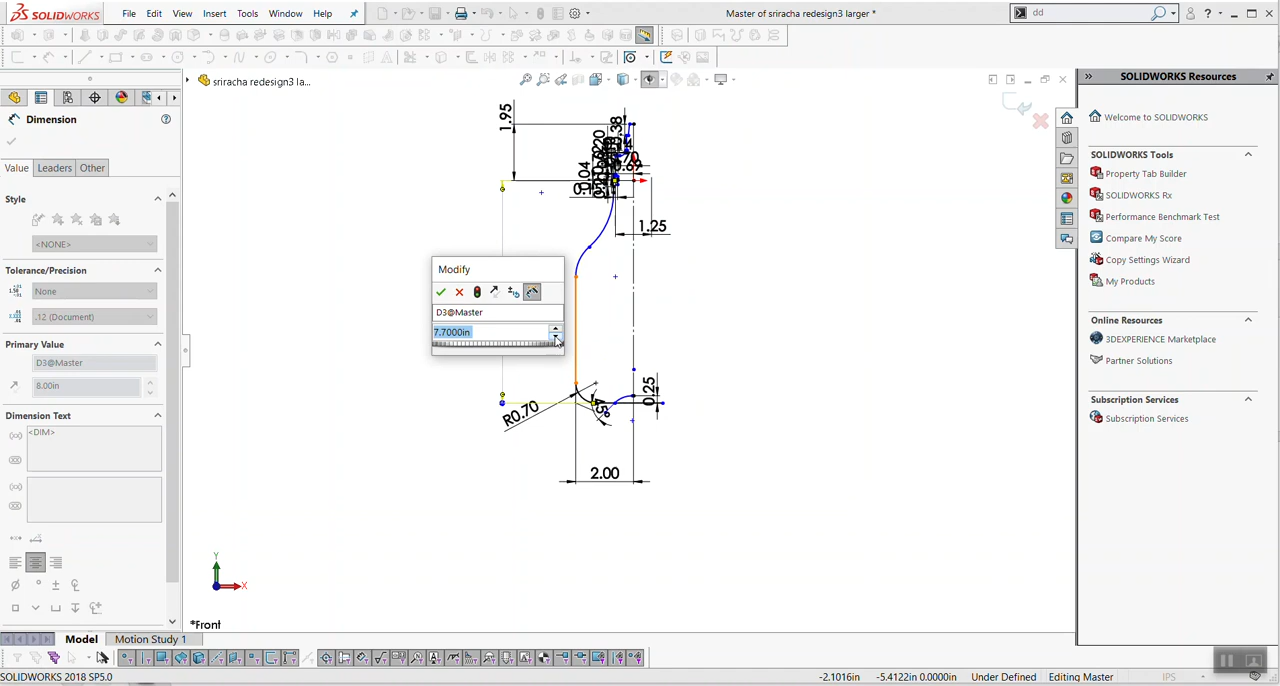 SOLIDWORKS
File Edit View Insert Tools Window Help
Master of sriracha redesign3 larger *
dd
sriracha redesign3 la...
Dimension
Value Leaders Other
Style
<NONE>
Tolerance/Precision
None
.12 (Document)
Primary Value
D3@Master
8.00in
Dimension Text
<DIM>
1.95
1.25
Modify
D3@Master
7.7000in
R0.70
45°
0.25
2.00
Y
X
*Front
Model Motion Study 1
SOLIDWORKS 2018 SP5.0
-2.1016in -5.4122in 0.0000in Under Defined Editing Master IPS
SOLIDWORKS Resources
Welcome to SOLIDWORKS
SOLIDWORKS Tools
Property Tab Builder
SOLIDWORKS Rx
Performance Benchmark Test
Compare My Score
Copy Settings Wizard
My Products
Online Resources
3DEXPERIENCE Marketplace
Partner Solutions
Subscription Services
Subscription Services